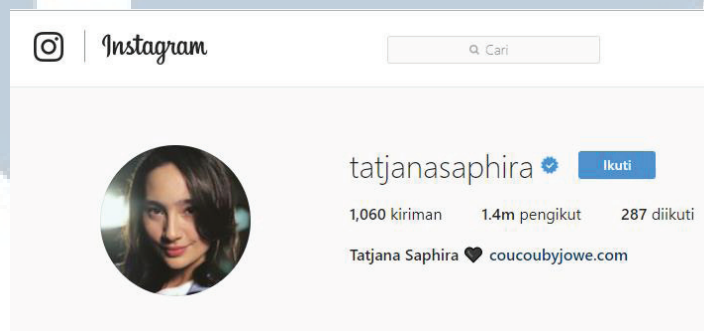 Instagram
Cari
tatjanasaphira Ikuti
1,060 kiriman 1.4m pengikut 287 diikuti
Tatjana Saphira 🖤 coucoubyjowe.com